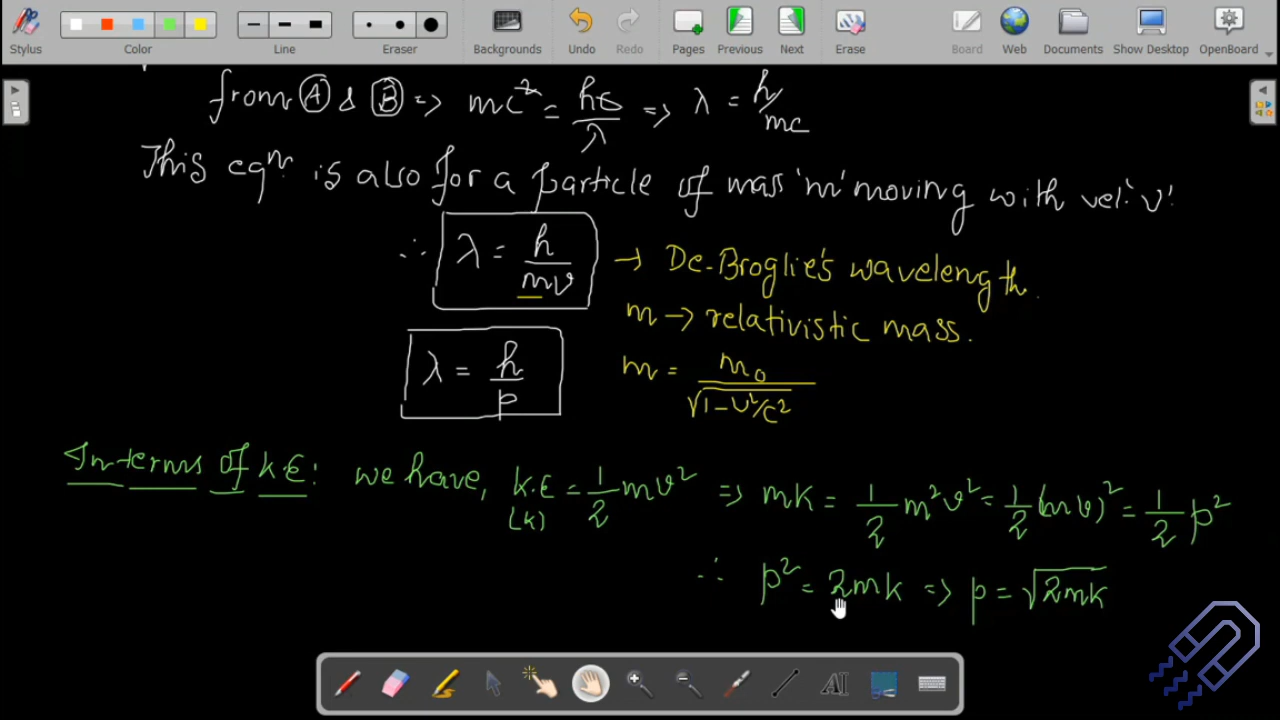 Stylus Color Line Eraser Backgrounds Undo Redo Pages Previous Next Erase Board Web Documents Show Desktop OpenBoard
from Ⓐ & Ⓑ => mc² = hc/λ => λ = h/mc
This eqⁿ. is also for a particle of mass 'm' moving with vel: 'v'.
∴ λ = h/mv → De-Broglie's wavelength.
m → relativistic mass.
λ = h/p m = m₀/√1-v²/c²
In terms of k.E: we have, K.E = 1/2 mv² => mk = 1/2 m²v² = 1/2 (mv)² = 1/2 p²
(k)
∴ p² = 2mk => p = √2mk
AI